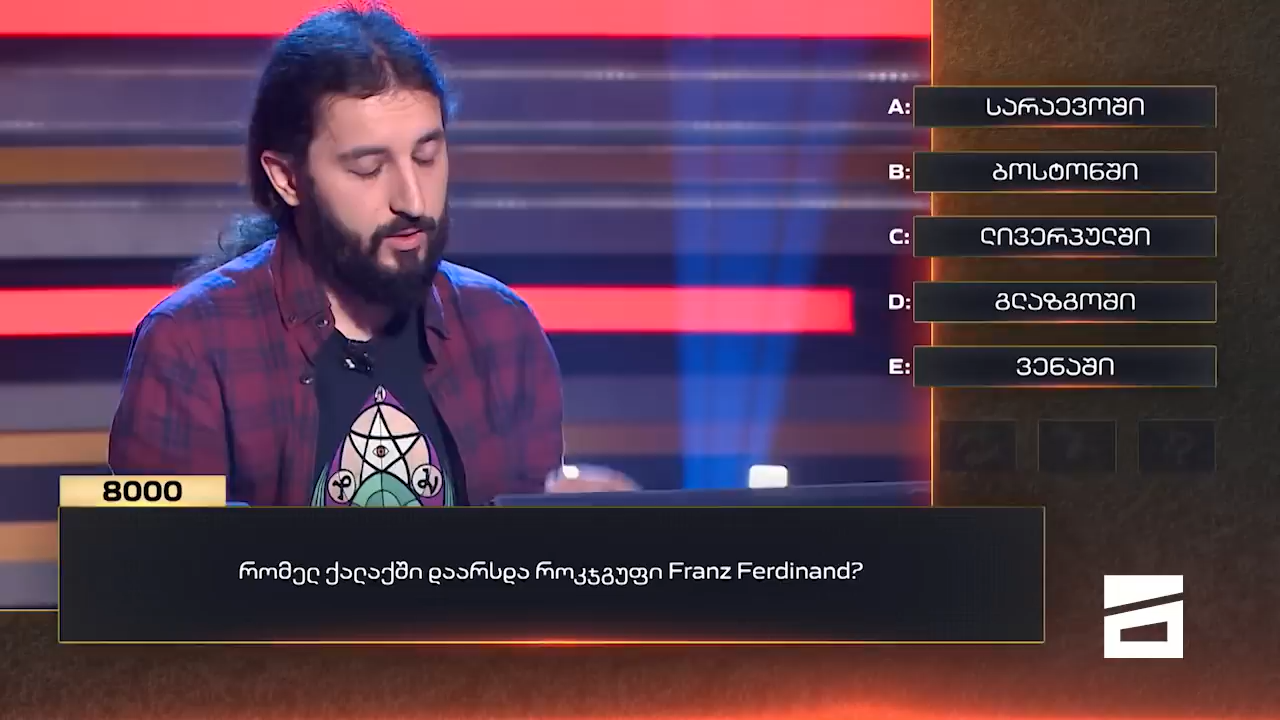 A: სარაევოში
B: ბოსტონში
C: ლივერპულში
D: გლაზგოში
E: ვენაში
8000
რომელ ქალაქში დაარსდა როკჯგუფი Franz Ferdinand?